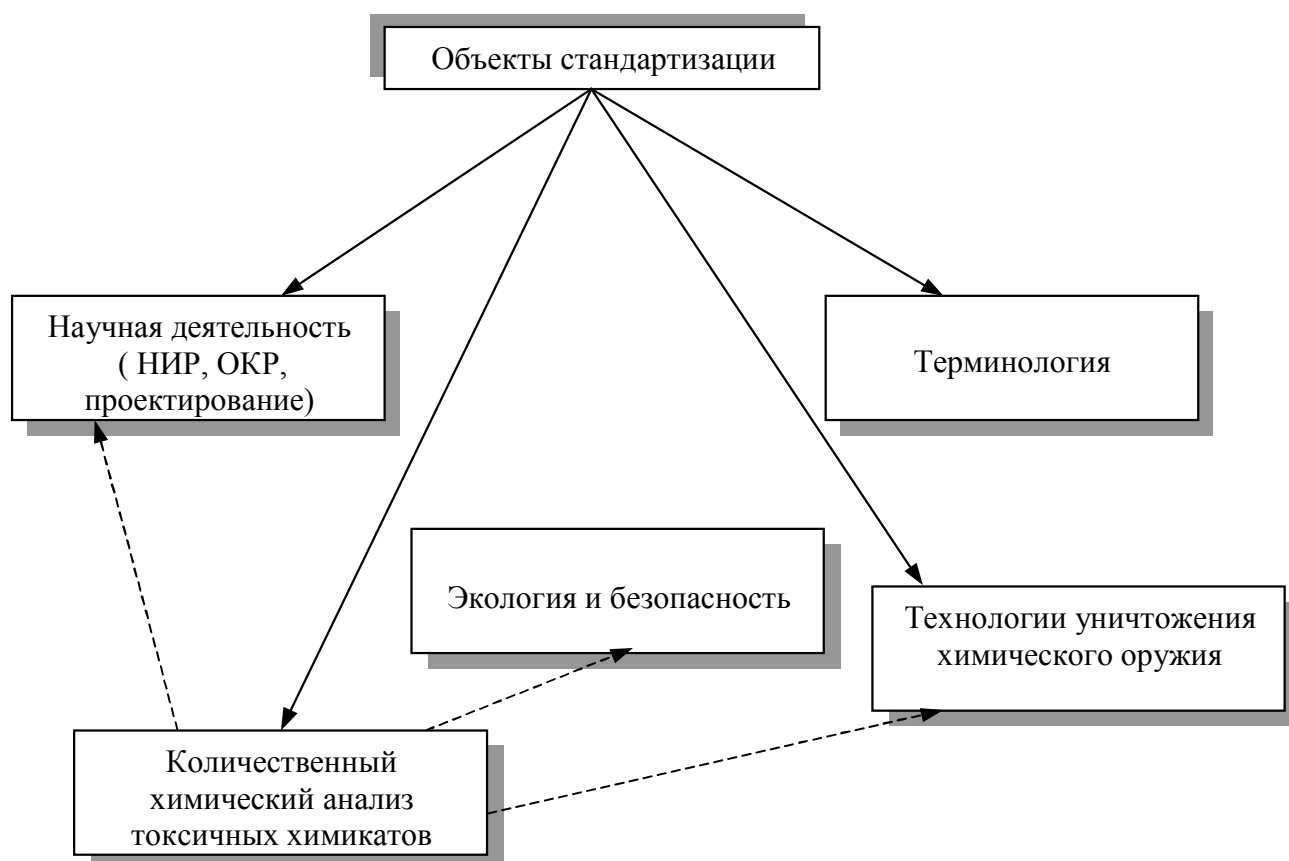 Объекты стандартизации
Научная деятельность
( НИР, ОКР,
проектирование)
Терминология
Экология и безопасность
Технологии уничтожения
химического оружия
Количественный
химический анализ
токсичных химикатов